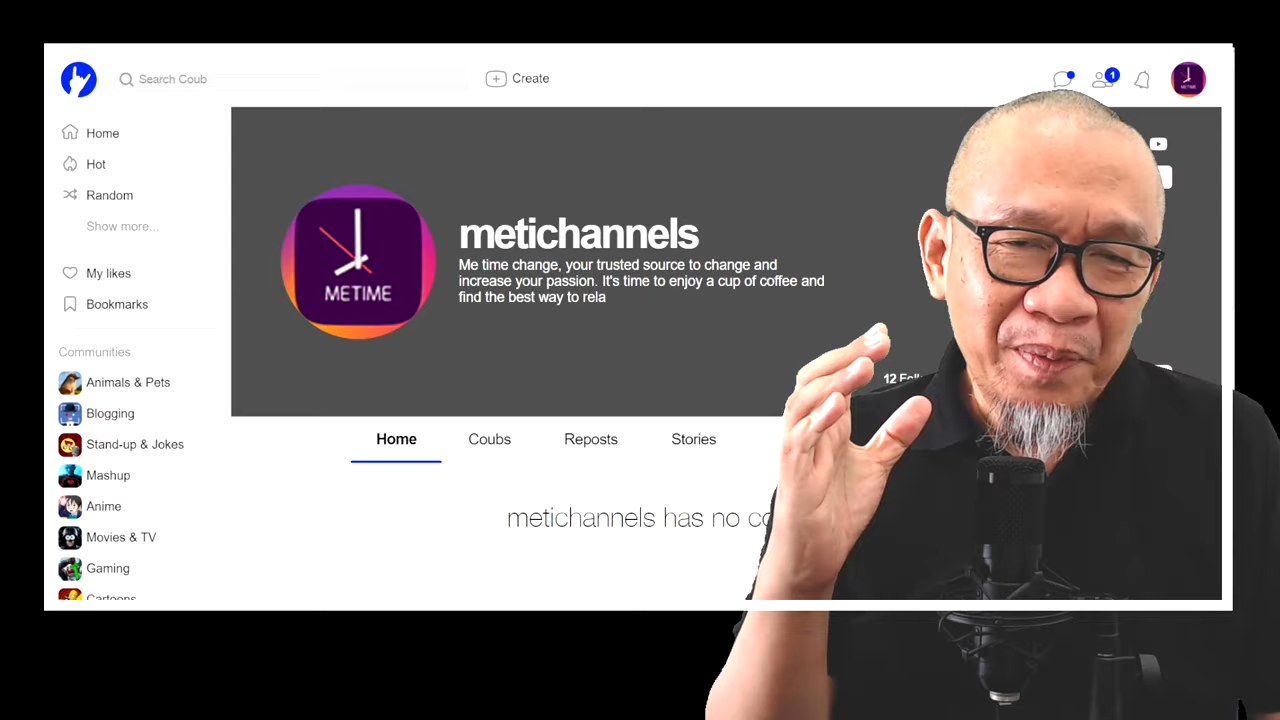 Search Coub
Create
1
METIME
Home
Hot
Random
Show more...
My likes
Bookmarks
Communities
Animals & Pets
Blogging
Stand-up & Jokes
Mashup
Anime
Movies & TV
Gaming
Cartoons
METIME
metichannels
Me time change, your trusted source to change and
increase your passion. It's time to enjoy a cup of coffee and
find the best way to rela
12
Home
Coubs
Reposts
Stories
metichannels has no